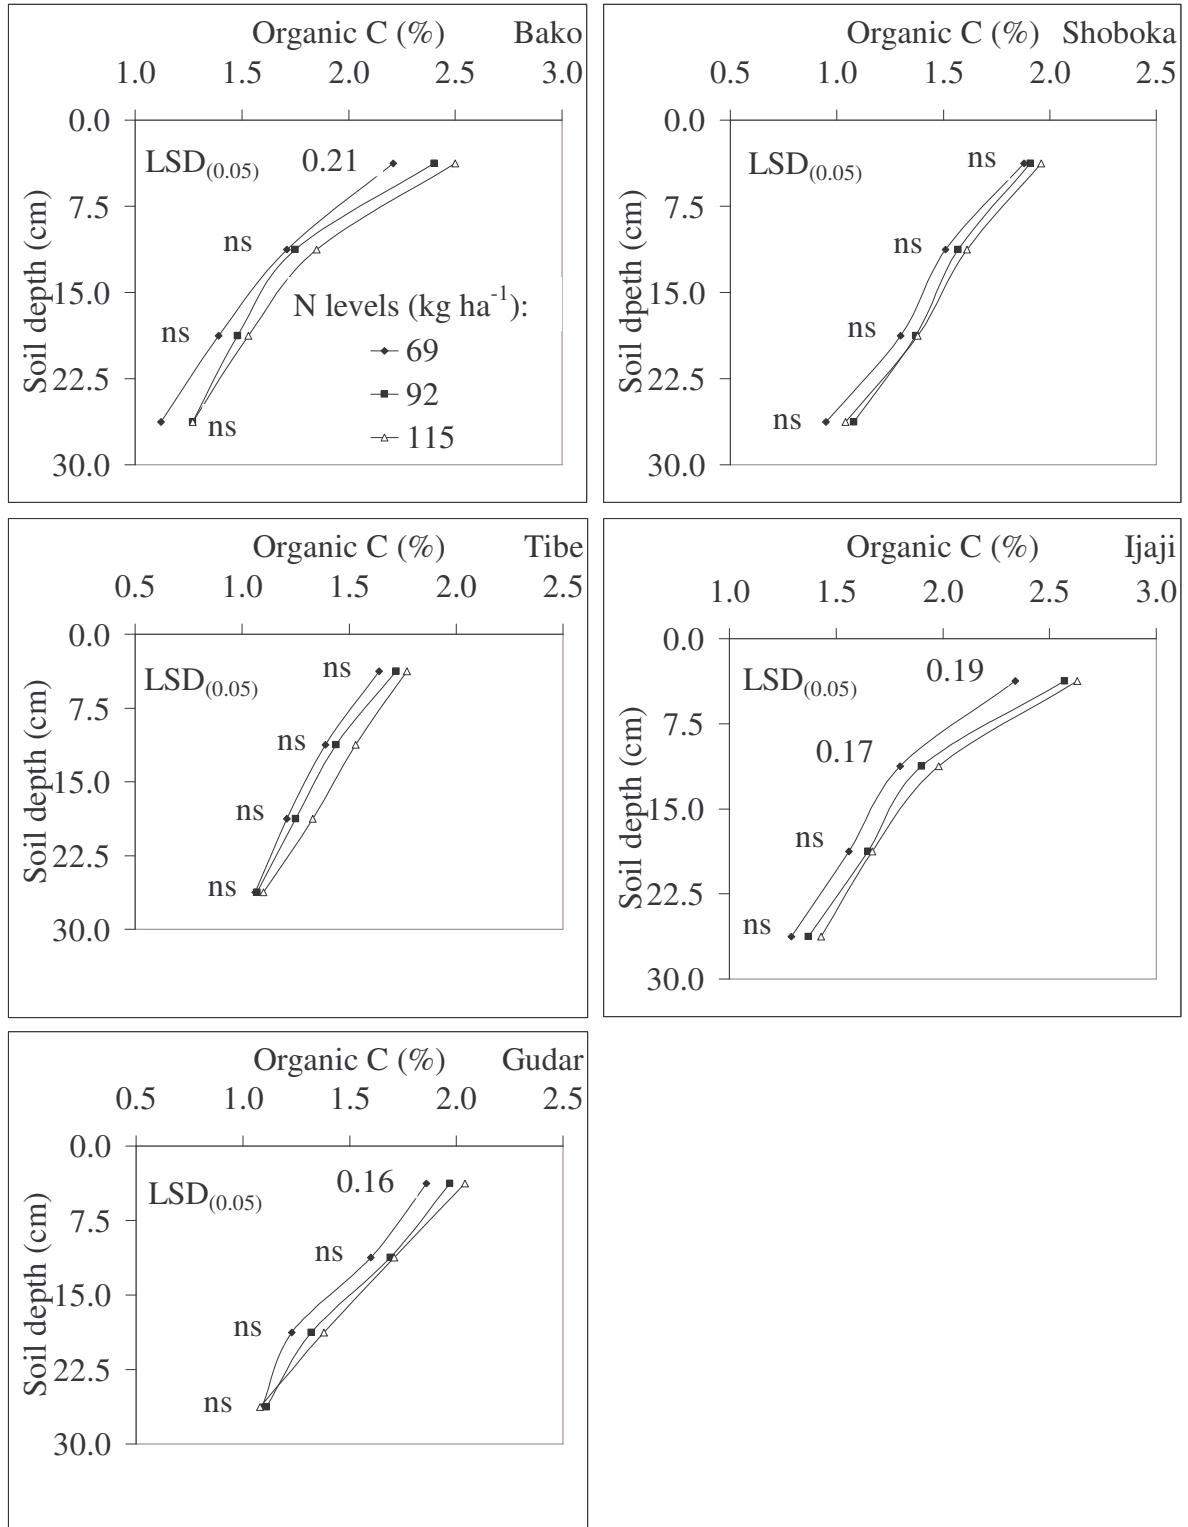 Organic C (%) Bako
1.0 1.5 2.0 2.5 3.0
0.0
LSD(0.05) 0.21
7.5
ns
15.0
N levels (kg ha-1):
ns
69
22.5
92
ns
115
30.0
Soil depth (cm)
Organic C (%) Shoboka
0.5 1.0 1.5 2.0 2.5
0.0
LSD(0.05) ns
7.5
ns
15.0
ns
22.5
ns
30.0
Soil dpeth (cm)
Organic C (%) Tibe
0.5 1.0 1.5 2.0 2.5
0.0
LSD(0.05) ns
7.5
ns
15.0
ns
22.5
ns
30.0
Soil depth (cm)
Organic C (%) Ijaji
1.0 1.5 2.0 2.5 3.0
0.0
LSD(0.05) 0.19
7.5
0.17
15.0
ns
22.5
ns
30.0
Soil depth (cm)
Organic C (%) Gudar
0.5 1.0 1.5 2.0 2.5
0.0
LSD(0.05) 0.16
7.5
ns
15.0
ns
22.5
ns
30.0
Soil depth (cm)